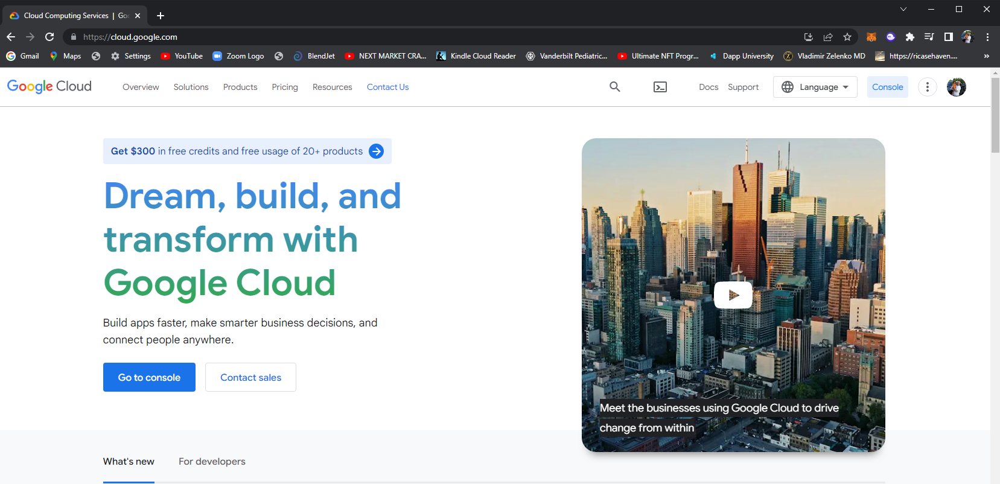 Cloud Computing Services | Goo
https://cloud.google.com
Gmail Maps Settings YouTube Zoom Logo BlendJet NEXT MARKET CRA... Kindle Cloud Reader Vanderbilt Pediatric... Ultimate NFT Progr... Dapp University Vladimir Zelenko MD https://ricasehaven.... »
Google Cloud Overview Solutions Products Pricing Resources Contact Us Docs Support Language Console
Get $300 in free credits and free usage of 20+ products
Dream, build, and
transform with
Google Cloud
Build apps faster, make smarter business decisions, and
connect people anywhere.
Go to console Contact sales
Meet the businesses using Google Cloud to drive
change from within
What's new For developers